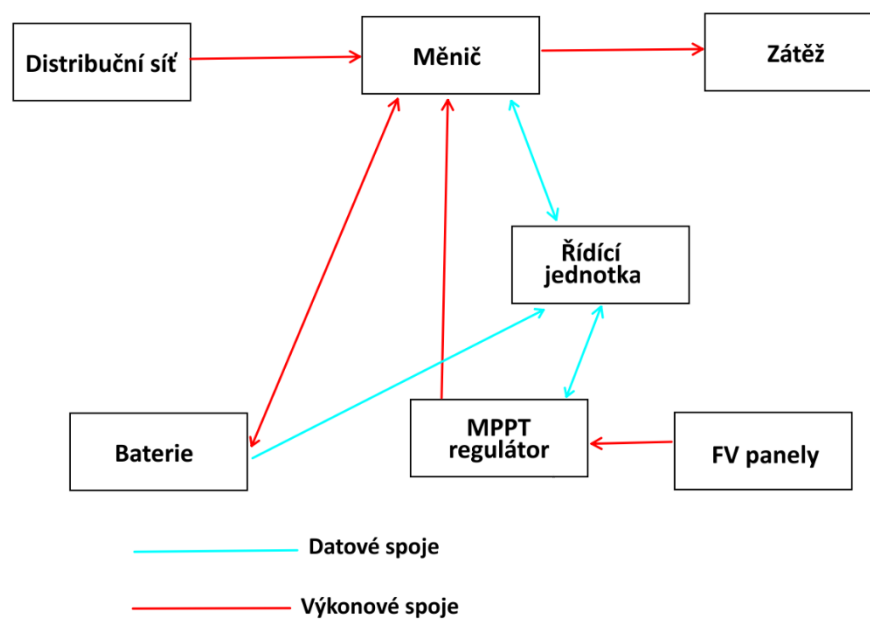 Distribuční síť
Měnič
Zátěž
Řídící
jednotka
Baterie
MPPT
regulátor
FV panely
Datové spoje
Výkonové spoje